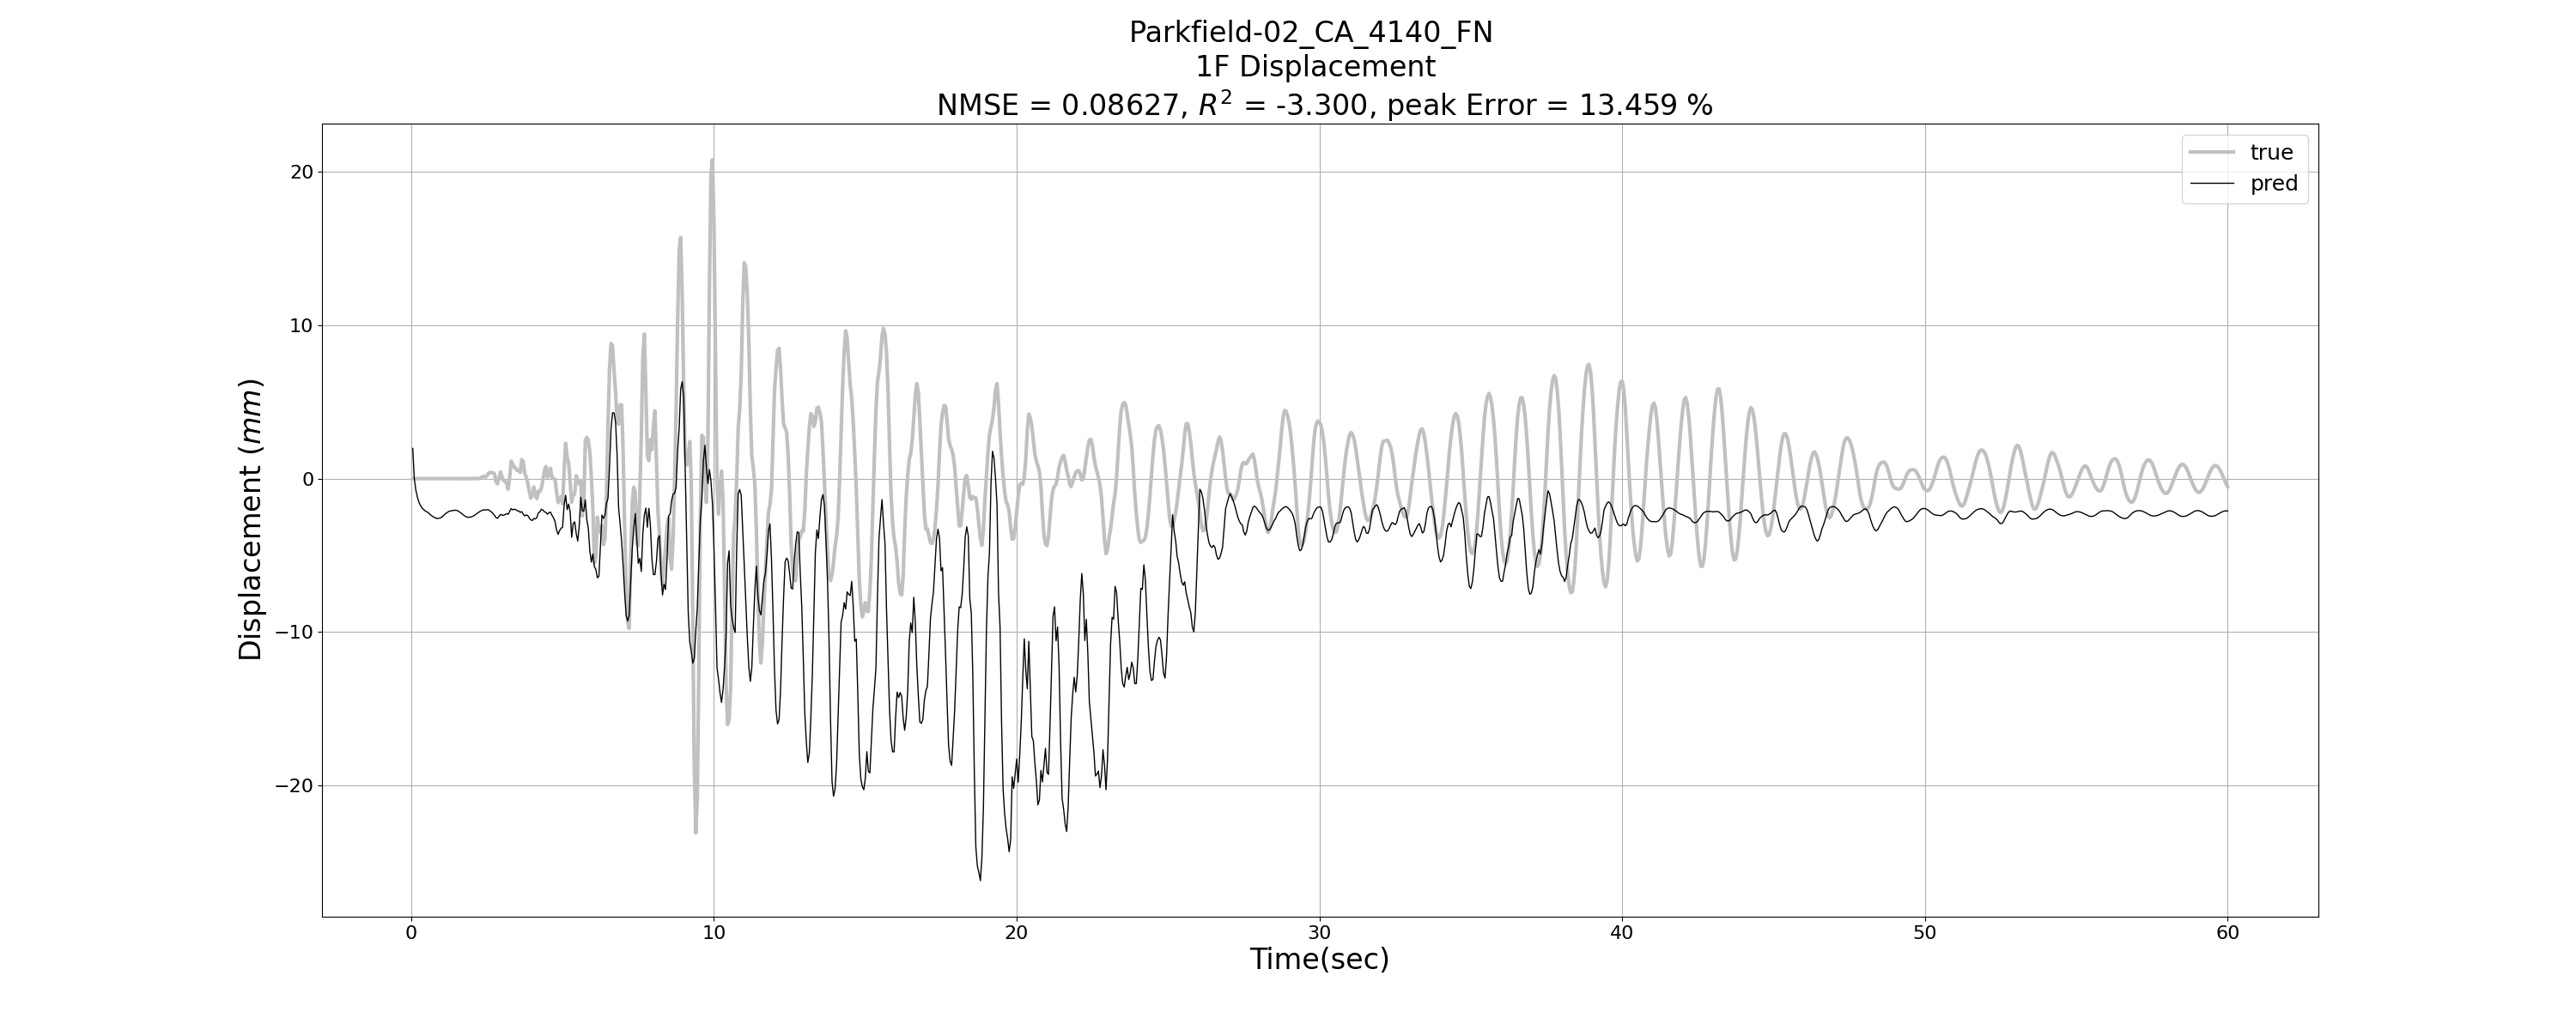 Parkfield-02_CA_4140_FN
1F Displacement
NMSE = 0.08627, R² = -3.300, peak Error = 13.459 %
true
pred
Displacement (mm)
20
10
0
−10
−20
0 10 20 30 40 50 60
Time(sec)